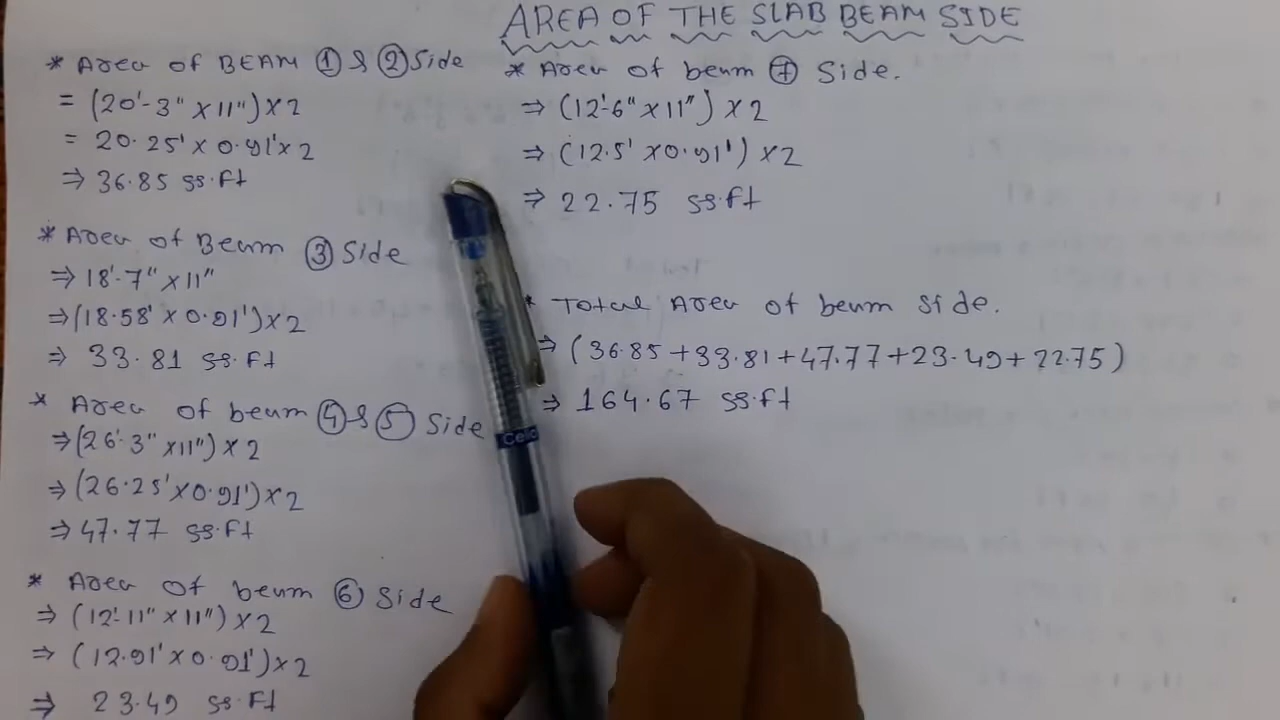 AREA OF THE SLAB BEAM SIDE
* Area of BEAM ① & ② Side
= (20'-3" X 11") X 2
= 20.25' X 0.91' X 2
⇒ 36.85 sq.ft
* Area of Beam ③ Side
⇒ 18'-7" X 11"
⇒ (18.58' X 0.91') X 2
⇒ 33.81 sq.ft
* Area of beam ④ & ⑤ Side
⇒ (26'-3" X 11") X 2
⇒ (26.25' X 0.91') X 2
⇒ 47.77 sq.ft
* Area of beam ⑥ Side
⇒ (12'-11" X 11") X 2
⇒ (12.91' X 0.91') X 2
⇒ 23.49 sq.ft
* Area of beam ⑦ Side.
⇒ (12'-6" X 11") X 2
⇒ (12.5' X 0.91') X 2
⇒ 22.75 sq.ft
* Total Area of beam side.
⇒ (36.85+33.81+47.77+23.49+22.75)
⇒ 164.67 sq.ft